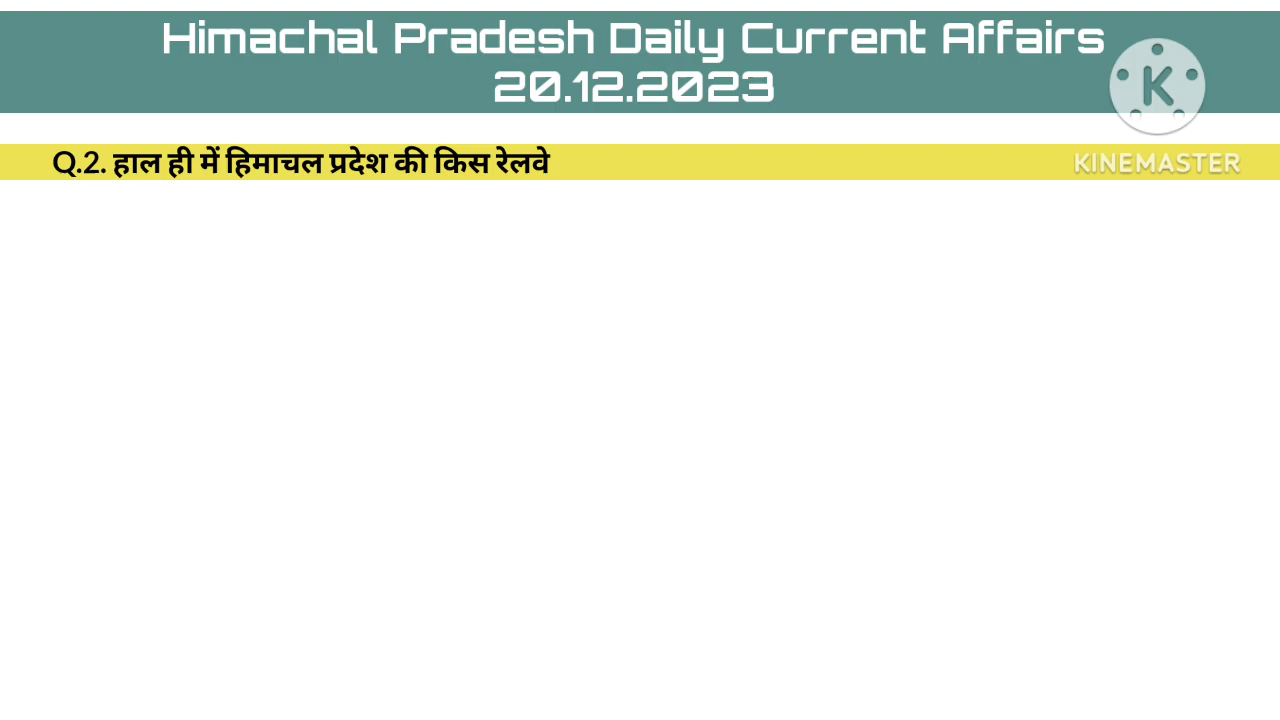 Himachal Pradesh Daily Current Affairs
20.12.2023
K
Q.2. हाल ही में हिमाचल प्रदेश की किस रेलवे
KINEMASTER